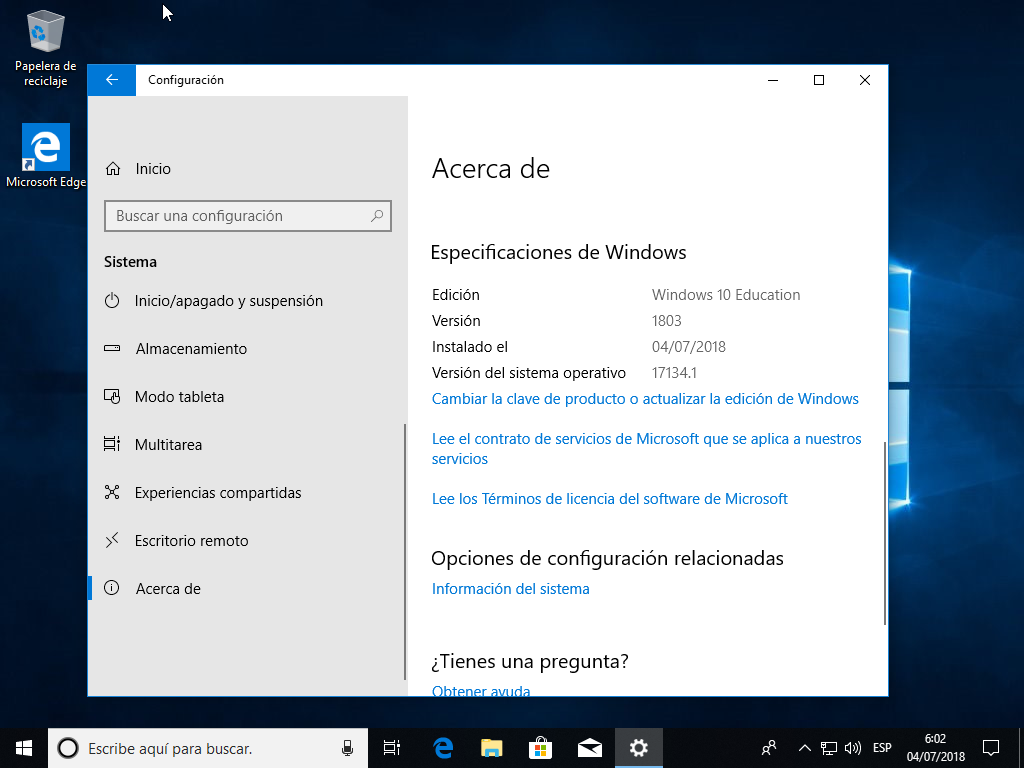 Papelera de
reciclaje
Microsoft Edge
Configuración
Inicio
Buscar una configuración
Sistema
Inicio/apagado y suspensión
Almacenamiento
Modo tableta
Multitarea
Experiencias compartidas
Escritorio remoto
Acerca de
Acerca de
Especificaciones de Windows
Edición Windows 10 Education
Versión 1803
Instalado el 04/07/2018
Versión del sistema operativo 17134.1
Cambiar la clave de producto o actualizar la edición de Windows
Lee el contrato de servicios de Microsoft que se aplica a nuestros
servicios
Lee los Términos de licencia del software de Microsoft
Opciones de configuración relacionadas
Información del sistema
¿Tienes una pregunta?
Obtener ayuda
Escribe aquí para buscar.
ESP
6:02
04/07/2018